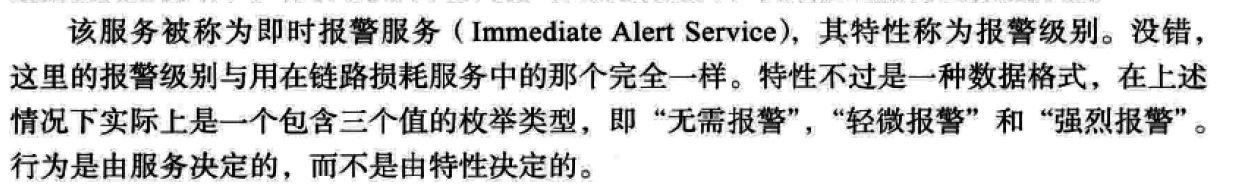 该服务被称为即时报警服务（Immediate Alert Service），其特性称为报警级别。没错，
这里的报警级别与用在链路损耗服务中的那个完全一样。特性不过是一种数据格式，在上述
情况下实际上是一个包含三个值的枚举类型，即“无需报警”，“轻微报警”和“强烈报警”。
行为是由服务决定的，而不是由特性决定的。